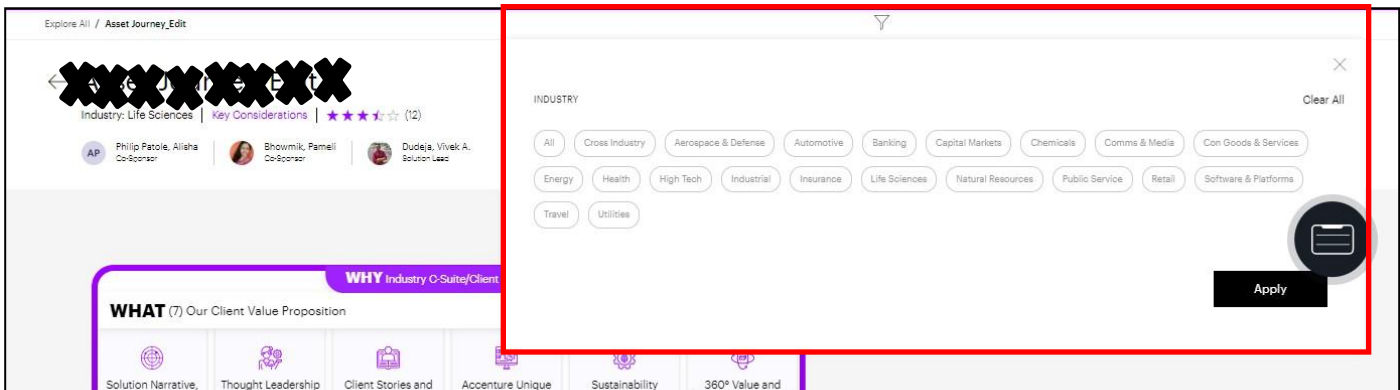 Explore All / Asset Journey_Edit
INDUSTRY
Clear All
Industry: Life Sciences | Key Considerations | (12)
All Cross Industry Aerospace & Defense Automotive Banking Capital Markets Chemicals Comms & Media Con Goods & Services
AP Philip Patole, Alisha
Co-Sponsor
Bhowmik, Pameli
Co-Sponsor
Dudeja, Vivek A.
Solution Lead
Energy Health High Tech Industrial Insurance Life Sciences Natural Resources Public Service Retail Software & Platforms
Travel Utilities
Apply
WHY Industry C-Suite/Client
WHAT (7) Our Client Value Proposition
Solution Narrative, Thought Leadership Client Stories and Accenture Unique Sustainability 360° Value and